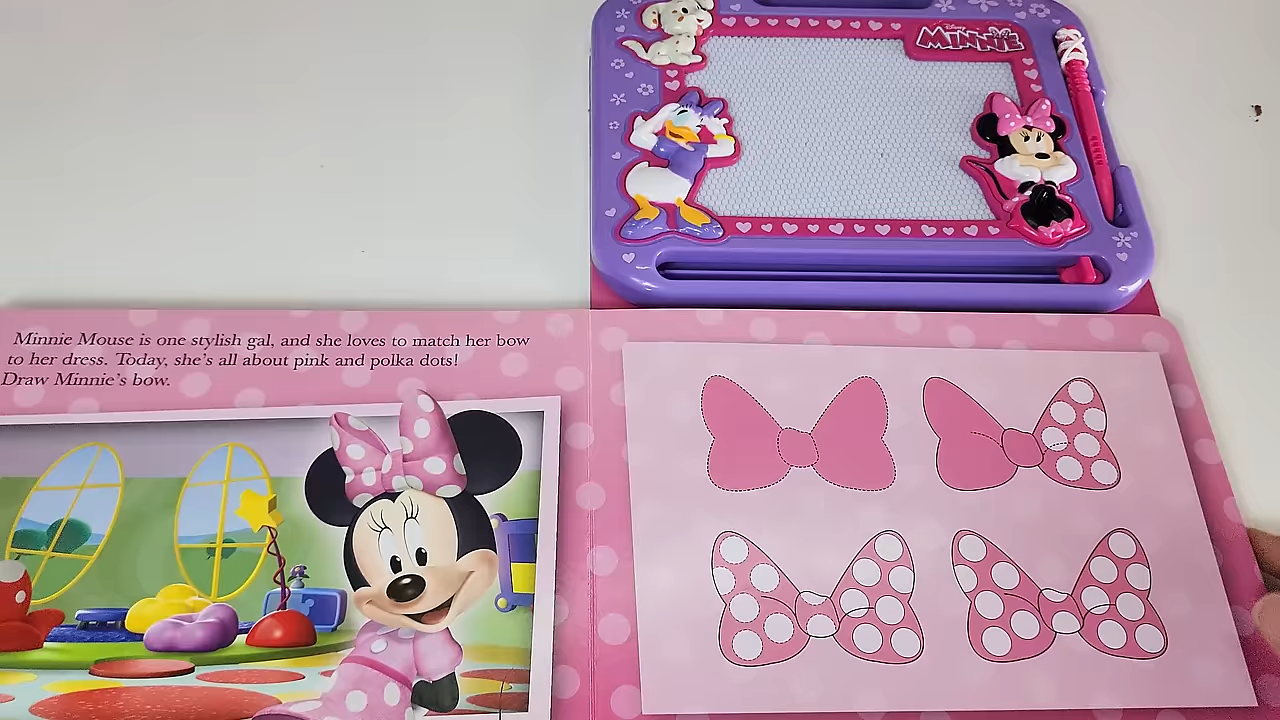 Disney
MINNIE
Minnie Mouse is one stylish gal, and she loves to match her bow
to her dress. Today, she's all about pink and polka dots!
Draw Minnie's bow.